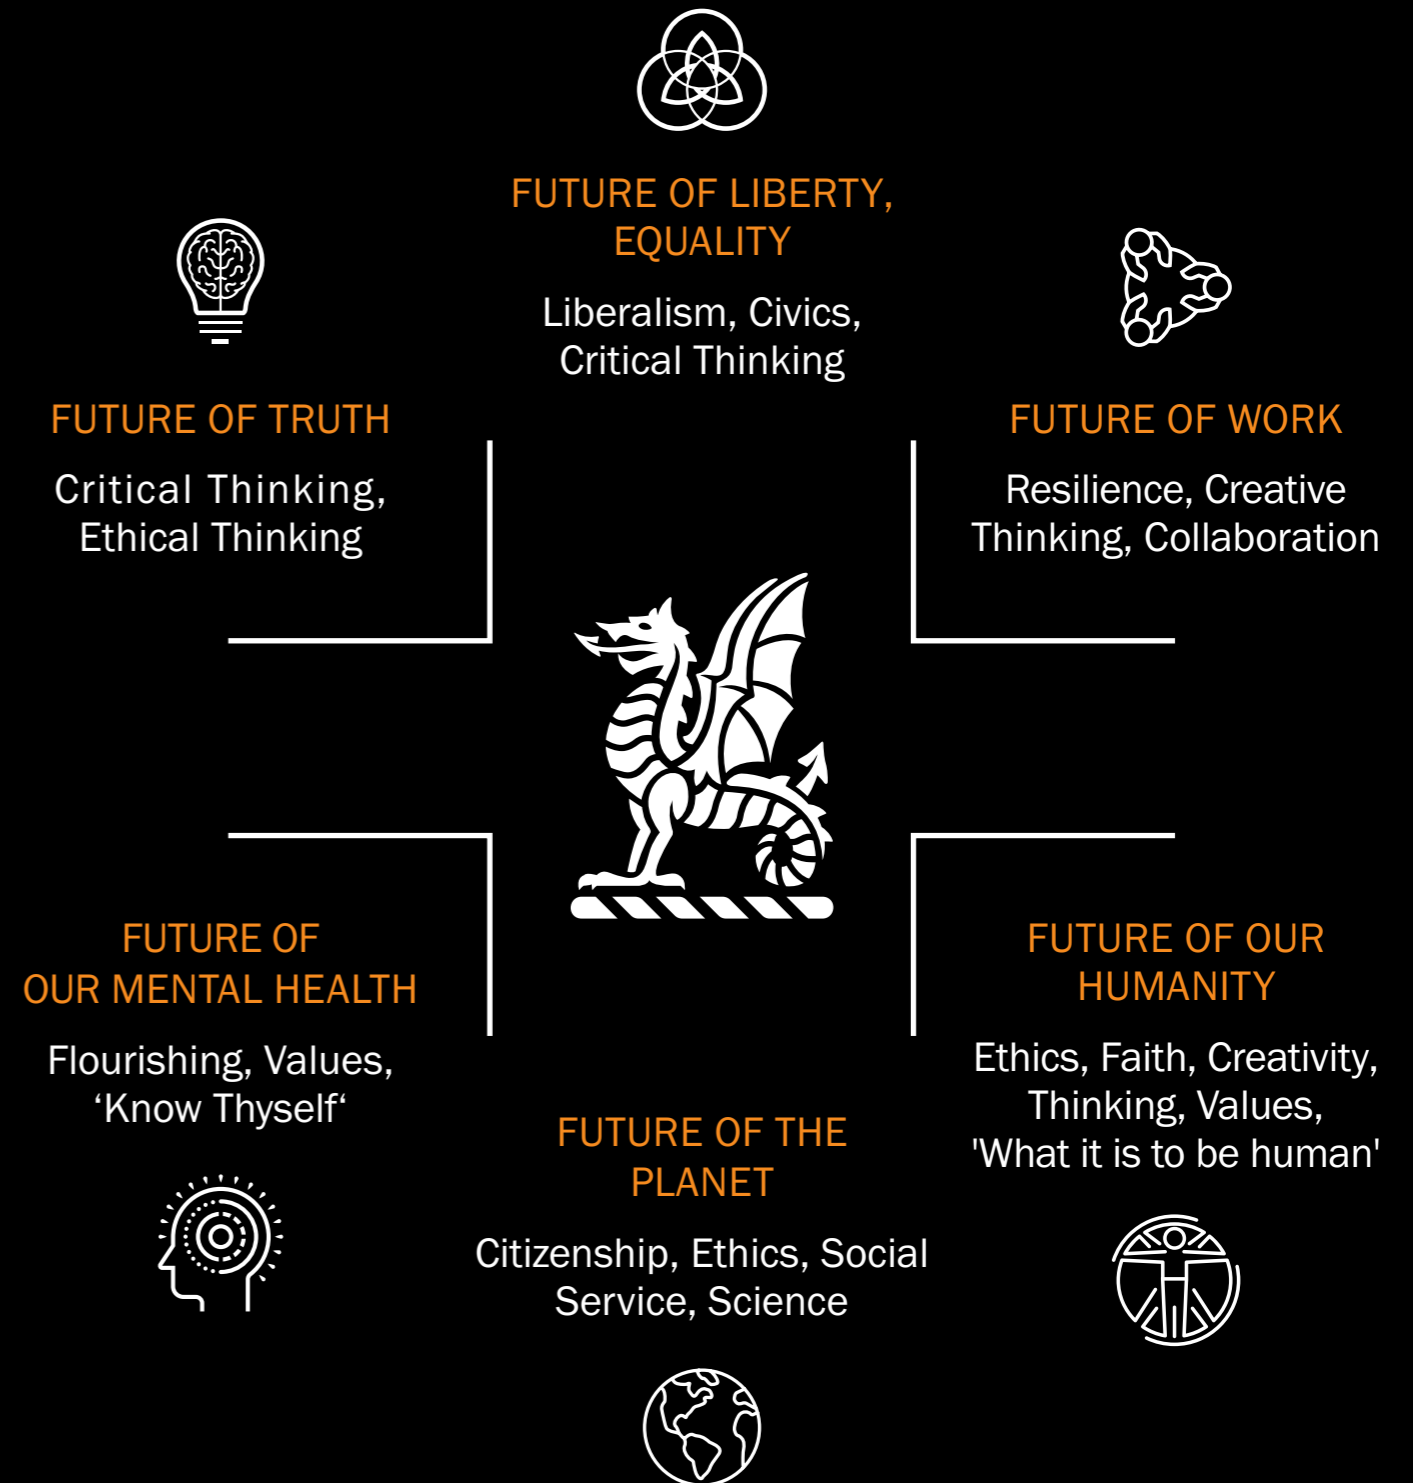 FUTURE OF LIBERTY,
EQUALITY
Liberalism, Civics,
Critical Thinking
FUTURE OF TRUTH
Critical Thinking,
Ethical Thinking
FUTURE OF WORK
Resilience, Creative
Thinking, Collaboration
FUTURE OF
OUR MENTAL HEALTH
Flourishing, Values,
‘Know Thyself‘
FUTURE OF THE
PLANET
Citizenship, Ethics, Social
Service, Science
FUTURE OF OUR
HUMANITY
Ethics, Faith, Creativity,
Thinking, Values,
'What it is to be human'